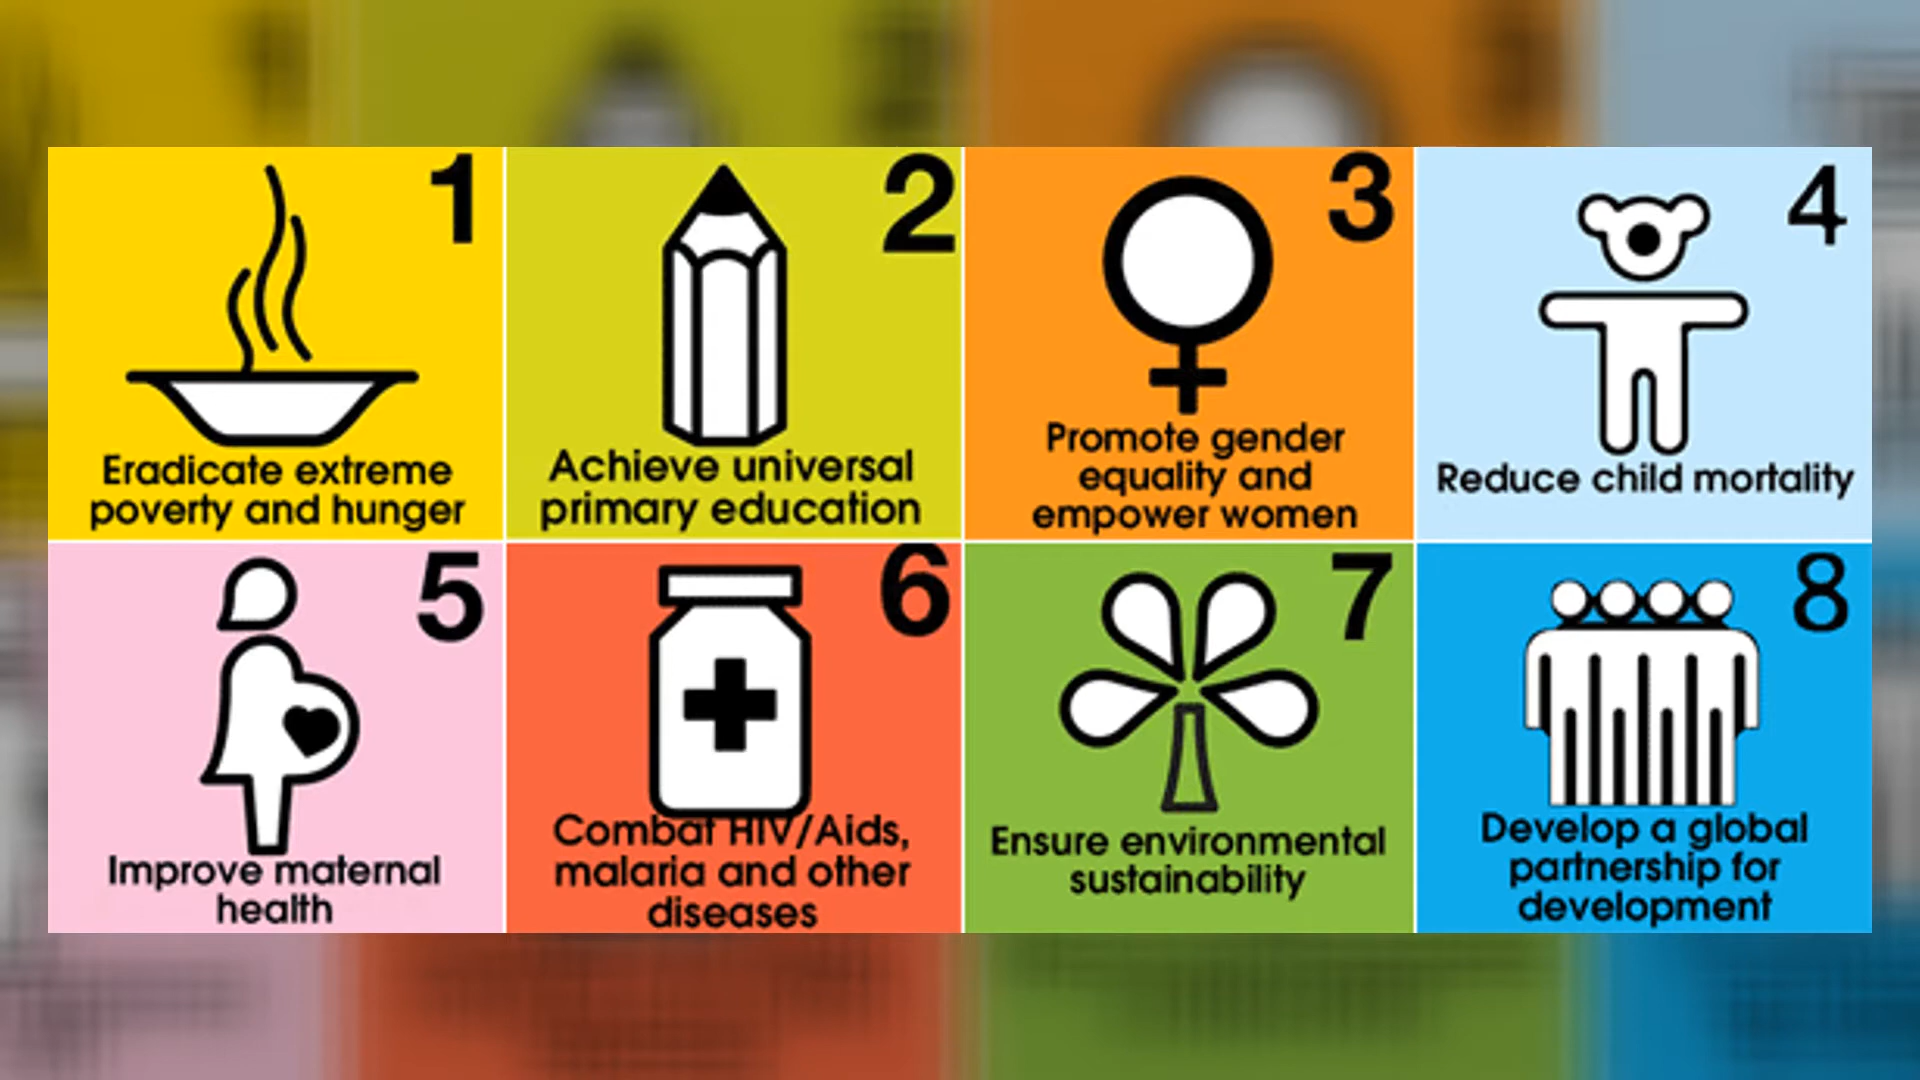 1
Eradicate extreme
poverty and hunger
2
Achieve universal
primary education
3
Promote gender
equality and
empower women
4
Reduce child mortality
5
Improve maternal
health
6
Combat HIV/Aids,
malaria and other
diseases
7
Ensure environmental
sustainability
8
Develop a global
partnership for
development